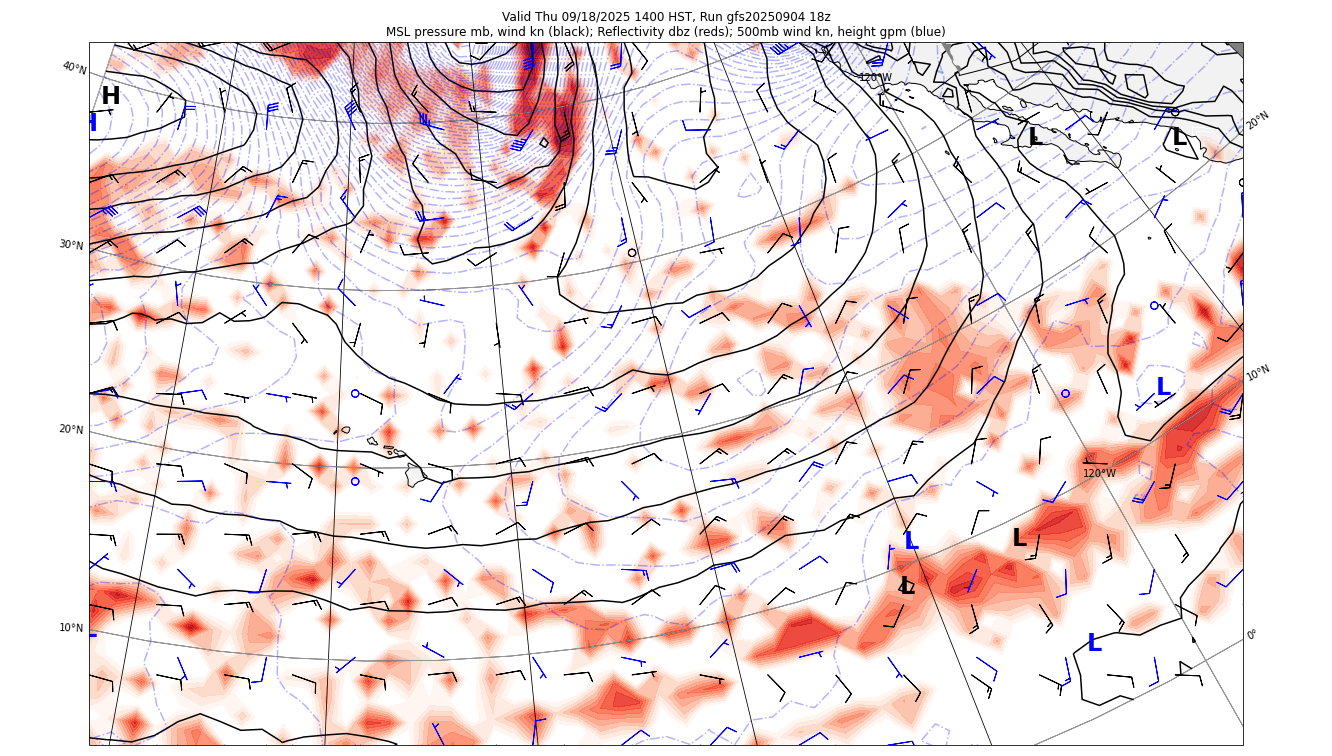 Valid Thu 09/18/2025 1400 HST, Run gfs20250904 18z
MSL pressure mb, wind kn (black); Reflectivity dbz (reds); 500mb wind kn, height gpm (blue)
40°N
120°W
H
H
20°N
L
L
30°N
10°N
L
20°N
120°W
L
L
L
10°N
L
0°
L